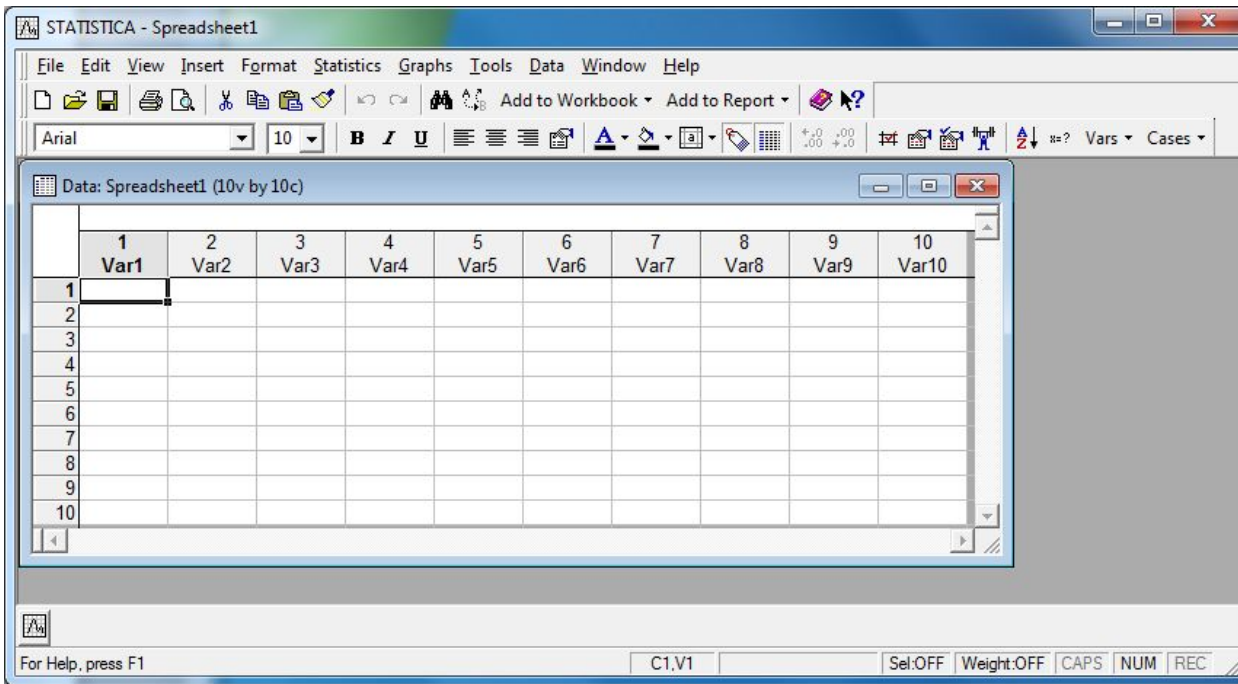 STATISTICA - Spreadsheet1
File Edit View Insert Format Statistics Graphs Tools Data Window Help
Add to Workbook Add to Report
Arial 10 B I U A a x=? Vars Cases
Data: Spreadsheet1 (10v by 10c)
1 2 3 4 5 6 7 8 9 10
Var1 Var2 Var3 Var4 Var5 Var6 Var7 Var8 Var9 Var10
1
2
3
4
5
6
7
8
9
10
For Help, press F1 C1,V1 Sel:OFF Weight:OFF CAPS NUM REC